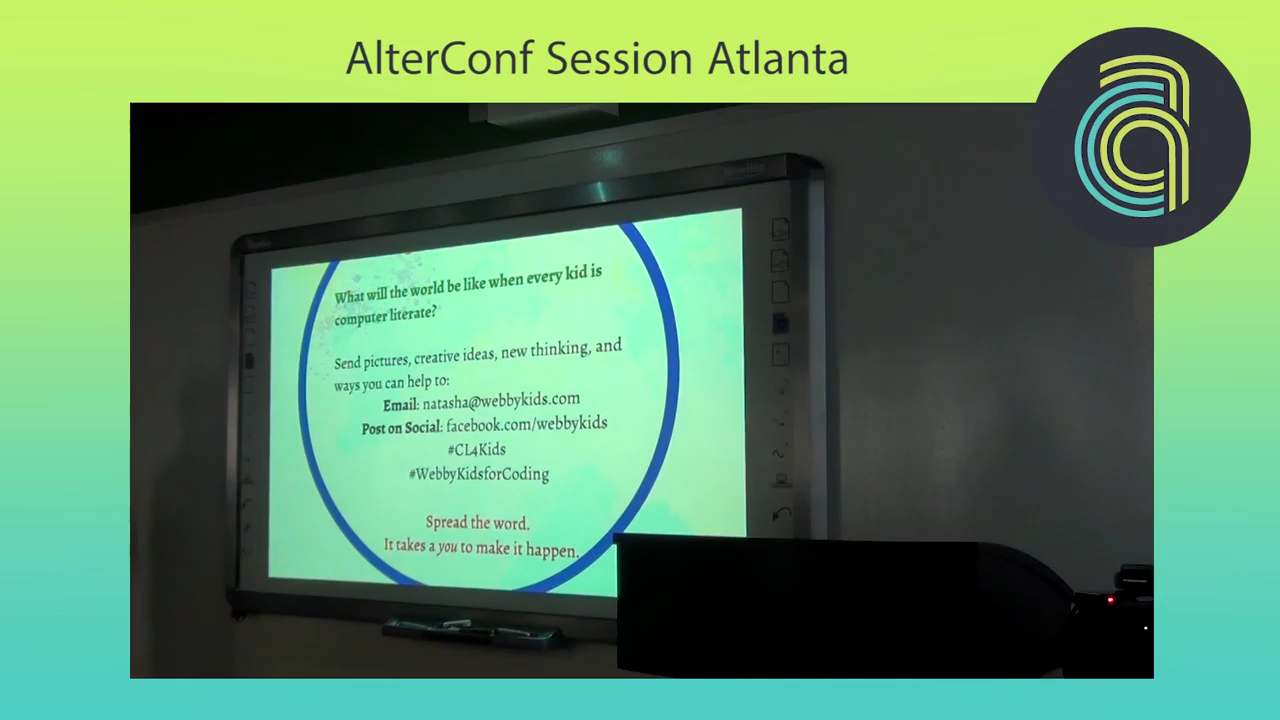 AlterConf Session Atlanta
What will the world be like when every kid is
computer literate?
Send pictures, creative ideas, new thinking, and
ways you can help to:
Email: natasha@webbykids.com
Post on Social: facebook.com/webbykids
#CL4Kids
#WebbyKidsforCoding
Spread the word.
It takes a you to make it happen.